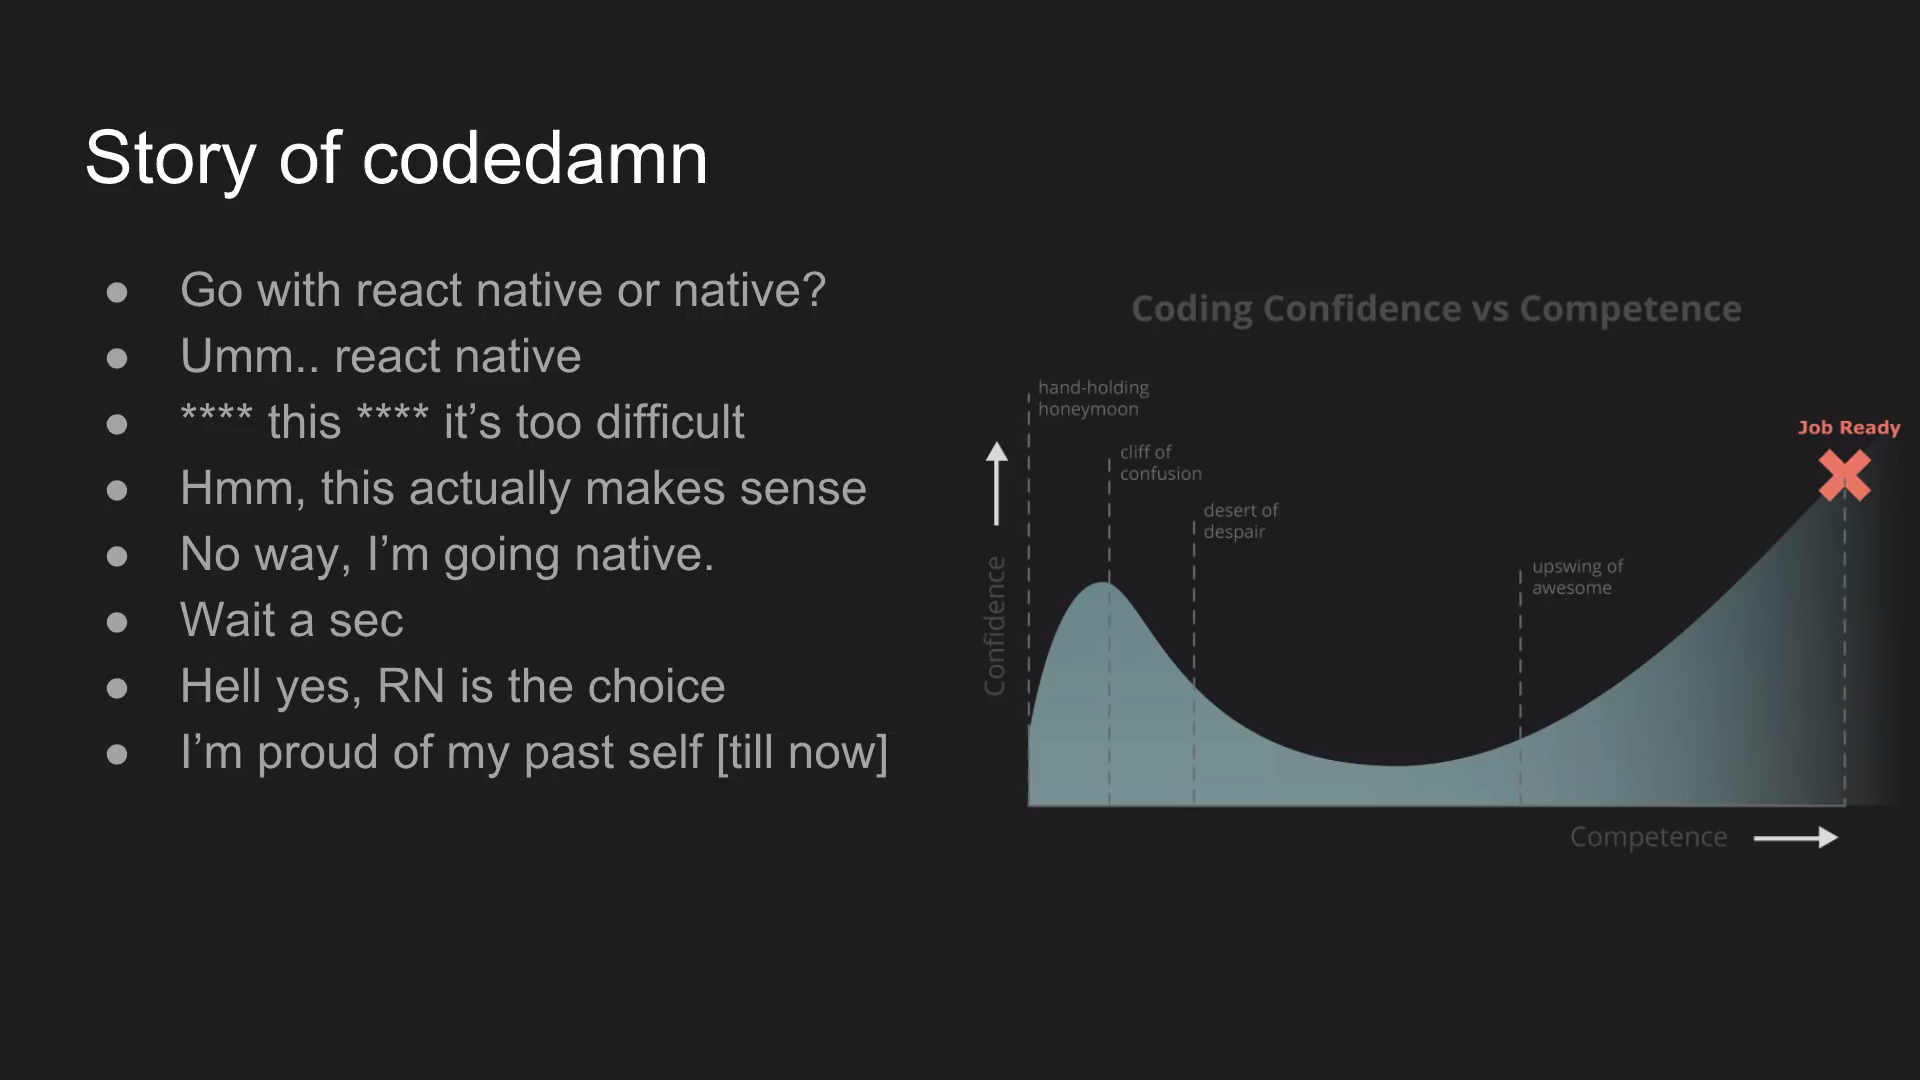 Story of codedamn
● Go with react native or native?
● Umm.. react native
● **** this **** it’s too difficult
● Hmm, this actually makes sense
● No way, I’m going native.
● Wait a sec
● Hell yes, RN is the choice
● I’m proud of my past self [till now]
Coding Confidence vs Competence
hand-holding
honeymoon
cliff of
confusion
desert of
despair
upswing of
awesome
Job Ready
Confidence
Competence